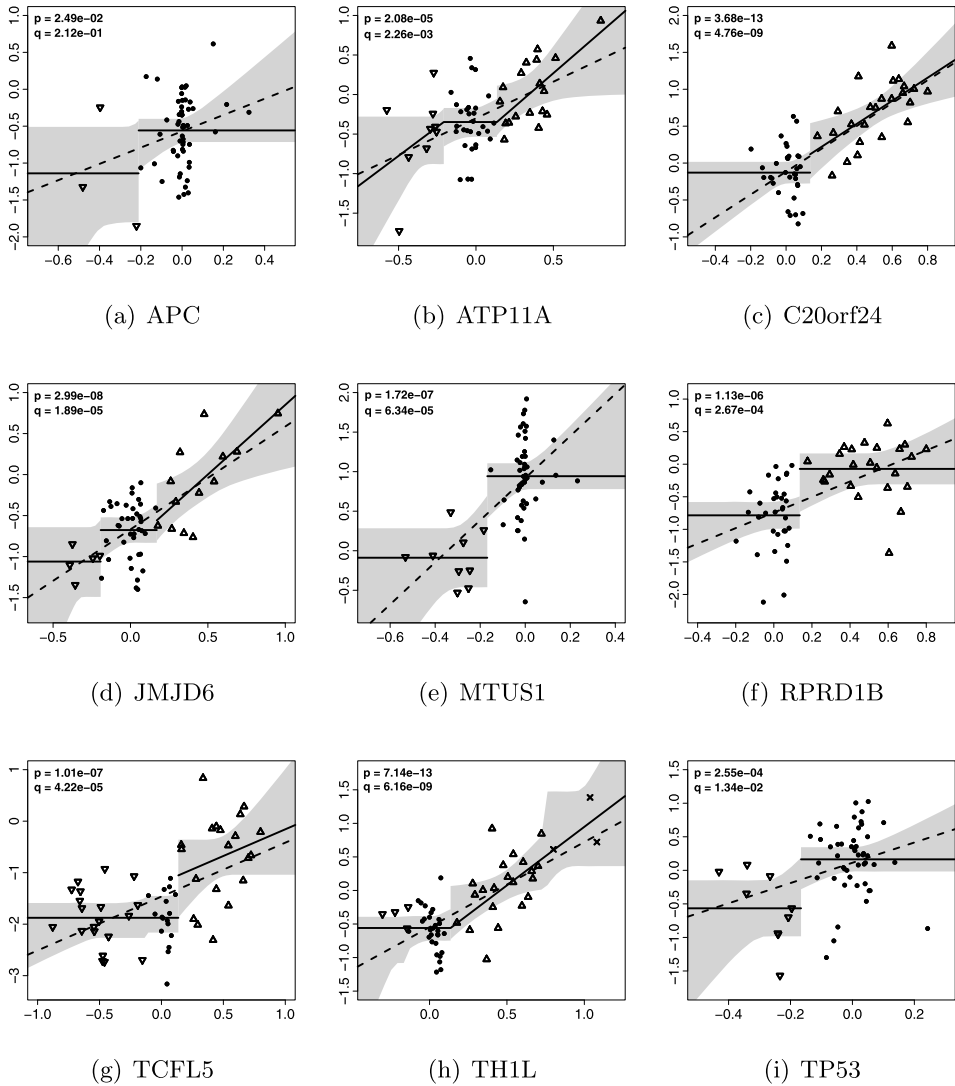 p = 2.49e−02
q = 2.12e−01
1.0
0.5
0.0
−0.5
−1.0
−1.5
−2.0
−0.6 −0.4 −0.2 0.0 0.2 0.4
(a) APC
p = 2.08e−05
q = 2.26e−03
1.0
0.5
0.0
−0.5
−1.0
−1.5
−0.5 0.0 0.5
(b) ATP11A
p = 3.68e−13
q = 4.76e−09
2.0
1.5
1.0
0.5
0.0
−0.5
−1.0
−0.4 −0.2 0.0 0.2 0.4 0.6 0.8
(c) C20orf24
p = 2.99e−08
q = 1.89e−05
1.0
0.5
0.0
−0.5
−1.0
−1.5
−0.5 0.0 0.5 1.0
(d) JMJD6
p = 1.72e−07
q = 6.34e−05
2.0
1.5
1.0
0.5
0.0
−0.5
−0.6 −0.4 −0.2 0.0 0.2 0.4
(e) MTUS1
p = 1.13e−06
q = 2.67e−04
1.0
0.5
0.0
−0.5
−1.0
−1.5
−2.0
−0.4 −0.2 0.0 0.2 0.4 0.6 0.8
(f) RPRD1B
p = 1.01e−07
q = 4.22e−05
1
0
−1
−2
−3
−1.0 −0.5 0.0 0.5 1.0
(g) TCFL5
p = 7.14e−13
q = 6.16e−09
2.0
1.5
1.0
0.5
0.0
−0.5
−1.0
−1.5
0.0 0.5 1.0
(h) TH1L
p = 2.55e−04
q = 1.34e−02
1.5
1.0
0.5
0.0
−0.5
−1.0
−1.5
−0.4 −0.2 0.0 0.2
(i) TP53